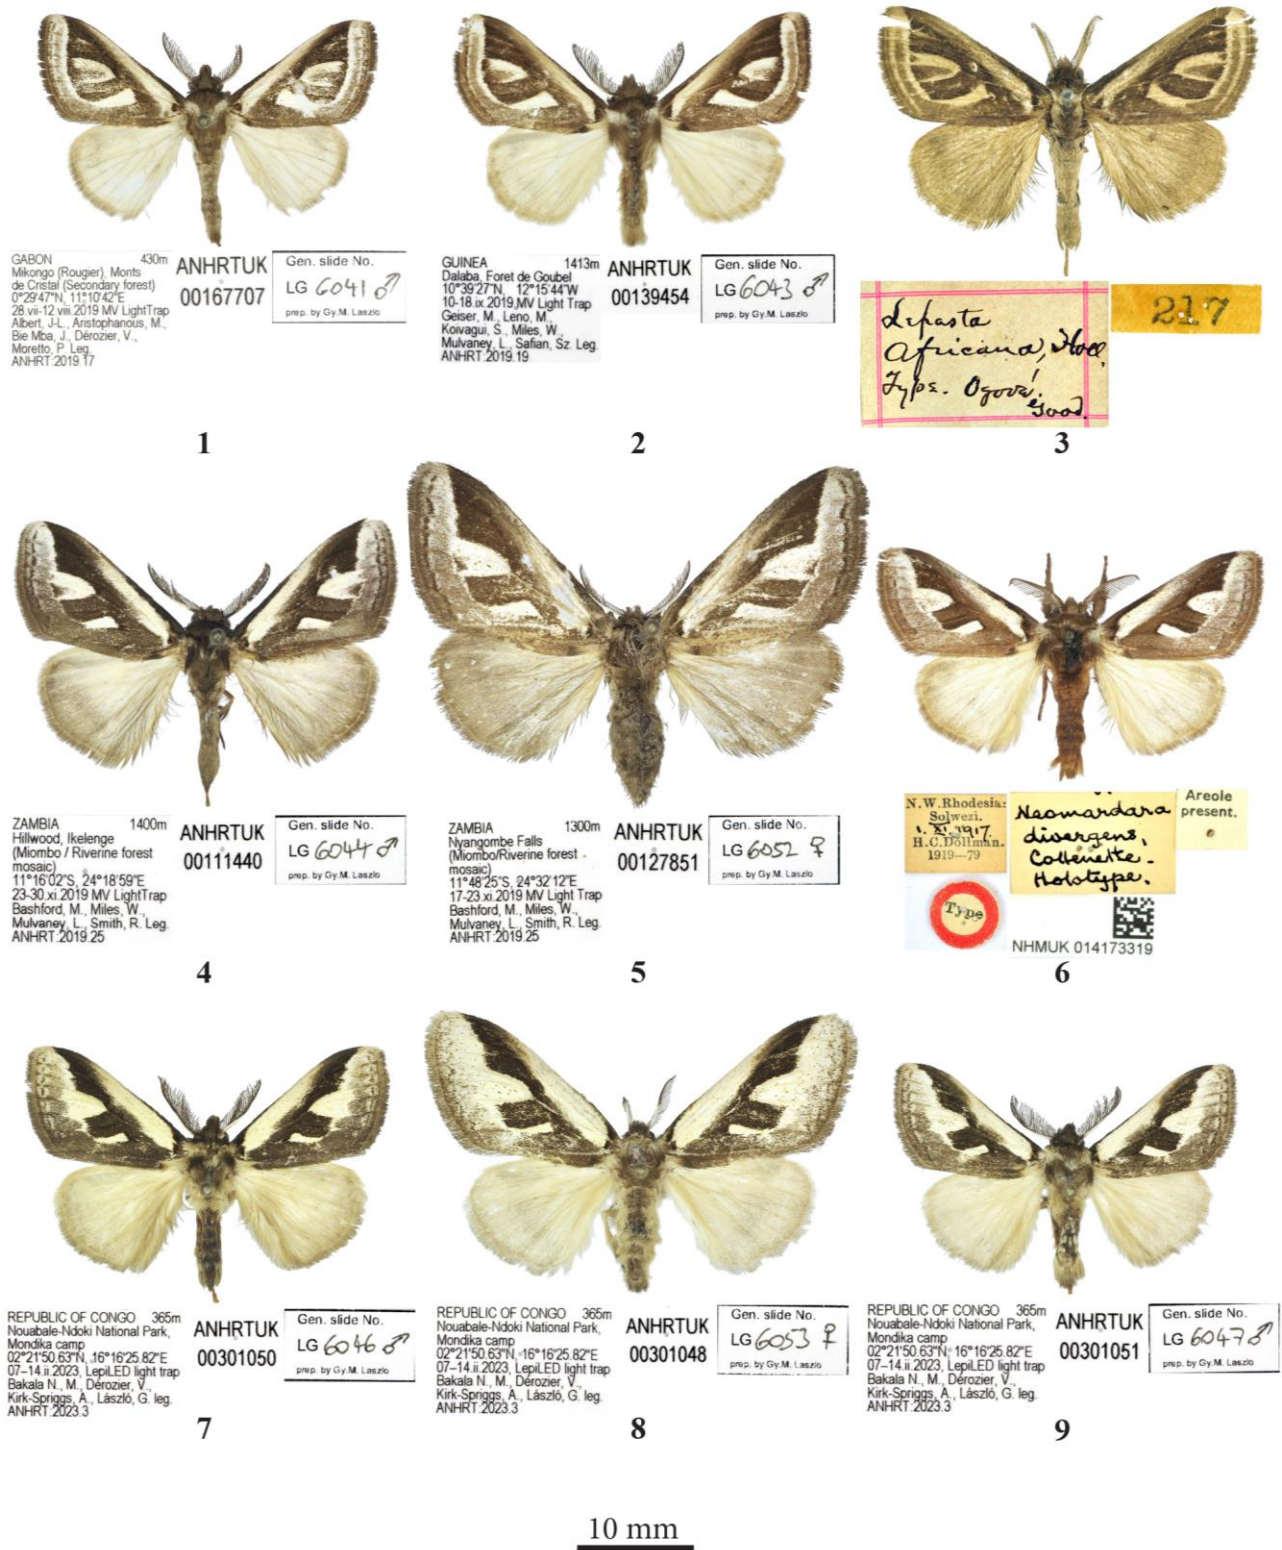 GABON 430m
Mikongo (Rougier), Monts
de Cristal (Secondary forest)
0°29'47"N, 11°10'42"E
28.vii-12.viii.2019 MV LightTrap
Albert, J-L., Aristophanous, M.,
Bie Mba, J., Dérozier, V.,
Moretto, P. Leg.
ANHRT:2019.17
ANHRTUK
00167707
Gen. slide No.
LG 6041 ♂
prep. by Gy.M. Laszlo
1
GUINEA 1413m
Dalaba, Foret de Goubel
10°39'27"N, 12°15'44"W
10-18.ix.2019 MV Light Trap
Geiser, M., Leno, M.,
Koivagui, S., Miles, W.,
Mulvaney, L., Safian, Sz. Leg.
ANHRT:2019.19
ANHRTUK
00139454
Gen. slide No.
LG 6043 ♂
prep. by Gy.M. Laszlo
2
Lepasta
Africana, Holl.
Type. Ogové!
Good.
217
3
ZAMBIA 1400m
Hillwood, Ikelenge
(Miombo / Riverine forest
mosaic)
11°16'02"S, 24°18'59"E
23-30.xi.2019 MV LightTrap
Bashford, M., Miles, W.,
Mulvaney, L., Smith, R. Leg.
ANHRT:2019.25
ANHRTUK
00111440
Gen. slide No.
LG 6044 ♂
prep. by Gy.M. Laszlo
4
ZAMBIA 1300m
Nyangombe Falls
(Miombo/Riverine forest
mosaic)
11°48'25"S, 24°32'12"E
17-23.xi.2019 MV Light Trap
Bashford, M., Miles, W.,
Mulvaney, L., Smith, R. Leg.
ANHRT:2019.25
ANHRTUK
00127851
Gen. slide No.
LG 6052 ♀
prep. by Gy.M. Laszlo
5
N.W.Rhodesia:
Solwezi.
1. XI. 1917.
H.C.Dollman.
1919—79
Neomardara
divergens,
Collenette.
Holotype.
Areole
present.
Type
NHMUK 014173319
6
REPUBLIC OF CONGO 365m
Nouabale-Ndoki National Park,
Mondika camp
02°21'50.63"N, 16°16'25.82"E
07–14.ii.2023, LepiLED light trap
Bakala N., M., Dérozier, V.,
Kirk-Spriggs, A., László, G. leg.
ANHRT:2023.3
ANHRTUK
00301050
Gen. slide No.
LG 6046 ♂
prep. by Gy.M. Laszlo
7
REPUBLIC OF CONGO 365m
Nouabale-Ndoki National Park,
Mondika camp
02°21'50.63"N, 16°16'25.82"E
07–14.ii.2023, LepiLED light trap
Bakala N., M., Dérozier, V.,
Kirk-Spriggs, A., László, G. leg.
ANHRT:2023.3
ANHRTUK
00301048
Gen. slide No.
LG 6053 ♀
prep. by Gy.M. Laszlo
8
REPUBLIC OF CONGO 365m
Nouabale-Ndoki National Park,
Mondika camp
02°21'50.63"N, 16°16'25.82"E
07–14.ii.2023, LepiLED light trap
Bakala N., M., Dérozier, V.,
Kirk-Spriggs, A., László, G. leg.
ANHRT:2023.3
ANHRTUK
00301051
Gen. slide No.
LG 6047 ♂
prep. by Gy.M. Laszlo
9
10 mm